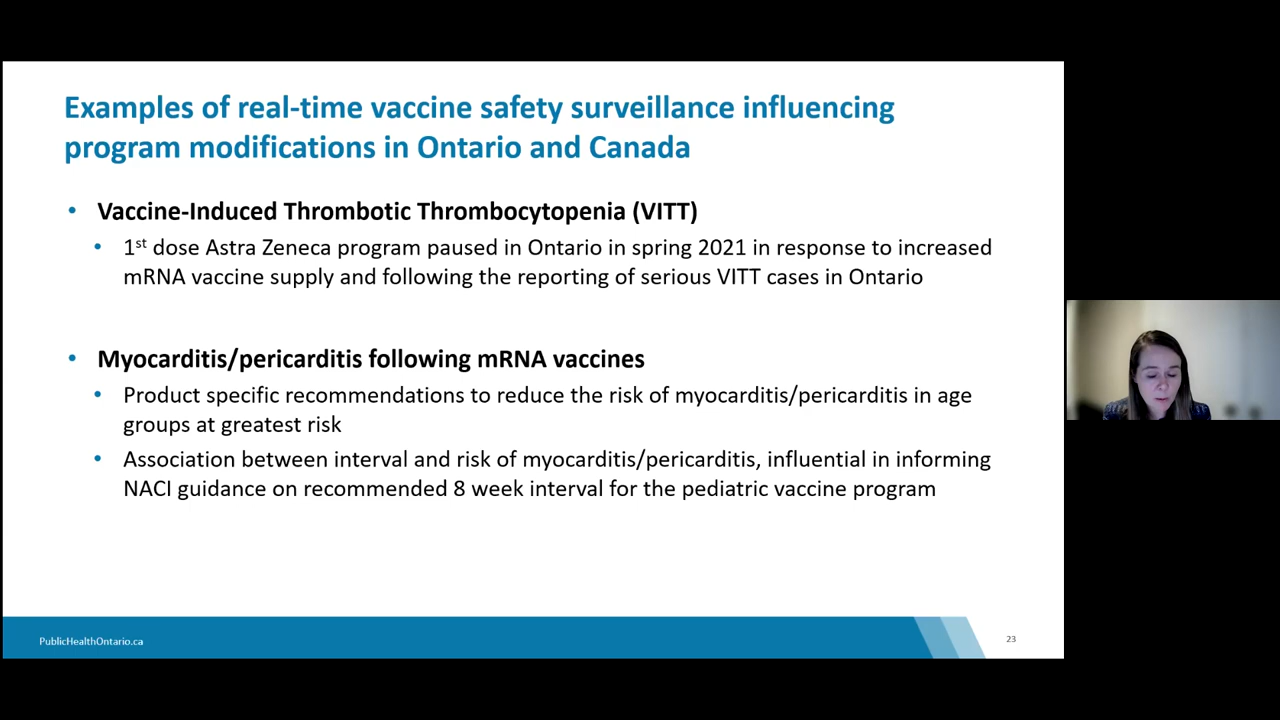 Examples of real-time vaccine safety surveillance influencing
program modifications in Ontario and Canada
• Vaccine-Induced Thrombotic Thrombocytopenia (VITT)
• 1st dose Astra Zeneca program paused in Ontario in spring 2021 in response to increased
mRNA vaccine supply and following the reporting of serious VITT cases in Ontario
• Myocarditis/pericarditis following mRNA vaccines
• Product specific recommendations to reduce the risk of myocarditis/pericarditis in age
groups at greatest risk
• Association between interval and risk of myocarditis/pericarditis, influential in informing
NACI guidance on recommended 8 week interval for the pediatric vaccine program
PublicHealthOntario.ca
23